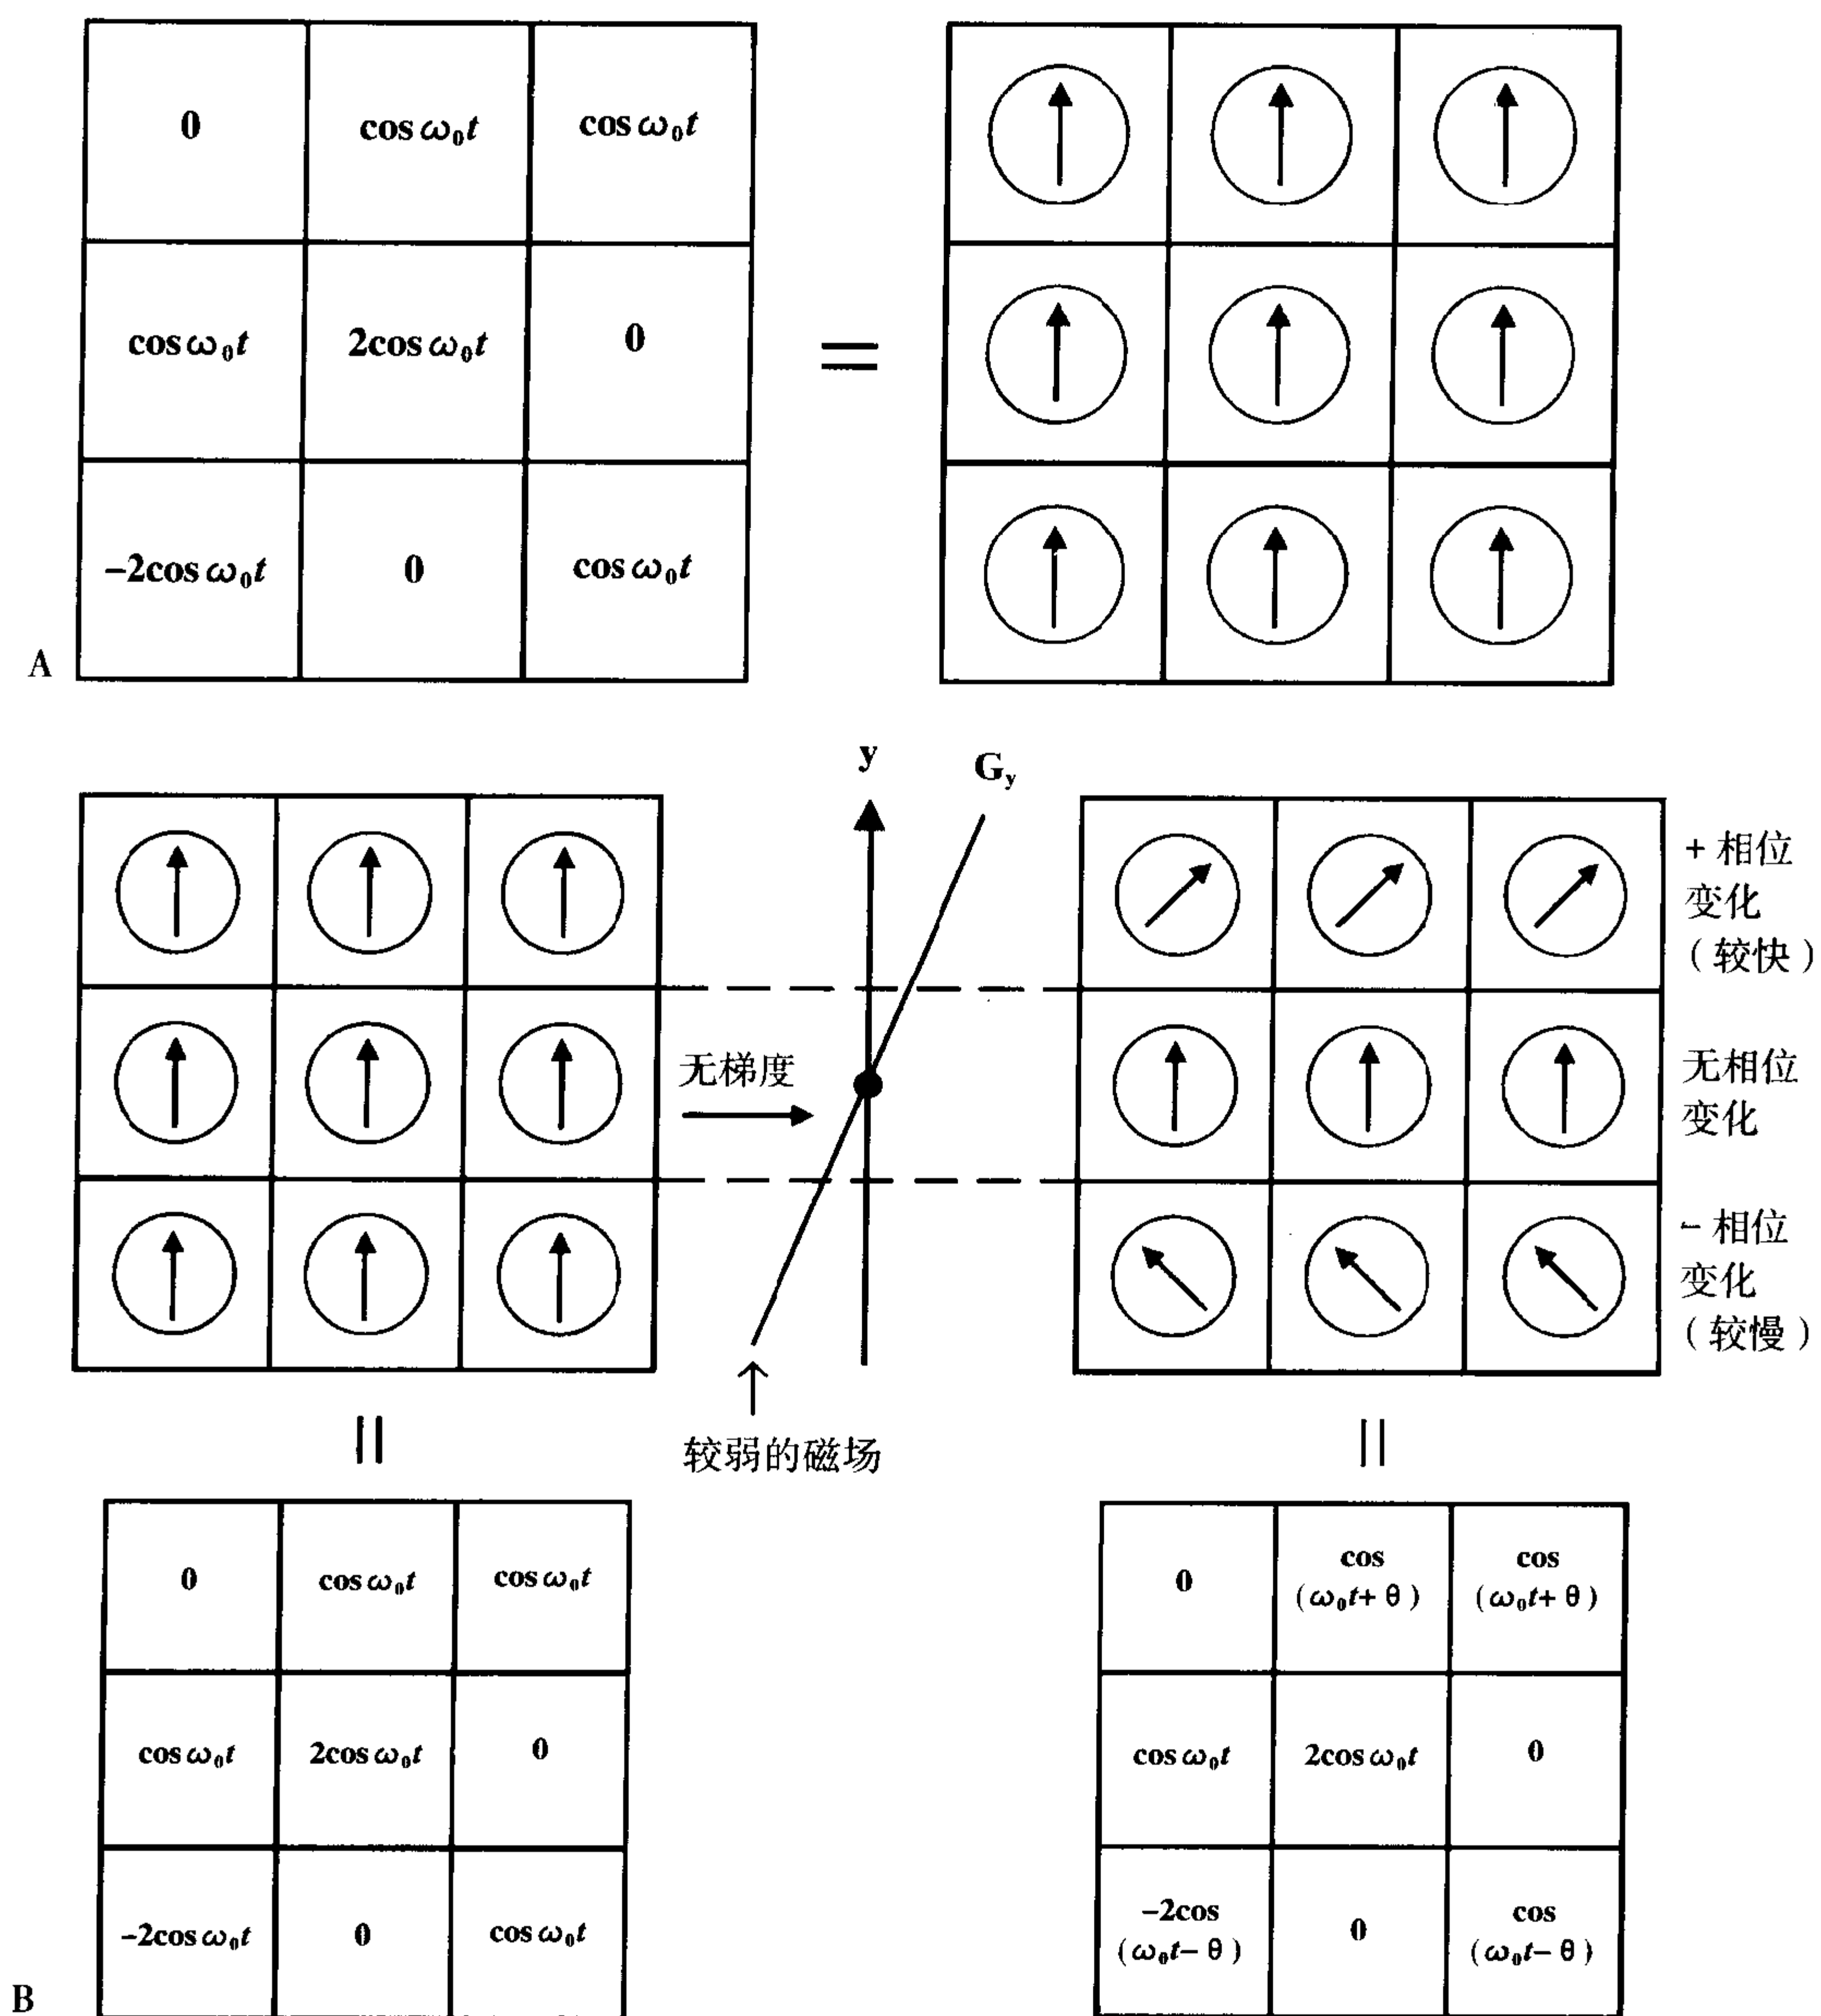 0 cos ω₀t cos ω₀t
cos ω₀t 2cos ω₀t 0
=
-2cos ω₀t 0 cos ω₀t
A
y
Gy
+ 相位
变化
（较快）
无梯度
无相位
变化
- 相位
变化
（较慢）
较弱的磁场
=
=
0 cos ω₀t cos ω₀t
cos ω₀t 2cos ω₀t 0
-2cos ω₀t 0 cos ω₀t
0 cos (ω₀t+ θ) cos (ω₀t+ θ)
cos ω₀t 2cos ω₀t 0
-2cos (ω₀t- θ) 0 cos (ω₀t- θ)
B